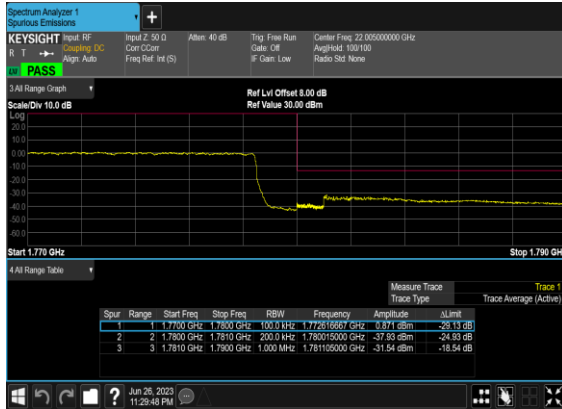 Spectrum Analyzer 1
Spurious Emissions
+
KEYSIGHT Input: RF Input Z: 50 Ω Atten: 40 dB Trig: Free Run Center Freq: 22.005000000 GHz
R T Coupling: DC Corr CCorr Gate: Off Avg|Hold: 100/100
Align: Auto Freq Ref: Int (S) IF Gain: Low Radio Std: None
PASS
3 All Range Graph
Ref Lvl Offset 8.00 dB
Scale/Div 10.0 dB Ref Value 30.00 dBm
Log
20.0
10.0
0.00
-10.0
-20.0
-30.0
-40.0
-50.0
-60.0
Start 1.770 GHz Stop 1.790 GHz
4 All Range Table
Measure Trace Trace 1
Trace Type Trace Average (Active)
Spur Range Start Freq Stop Freq RBW Frequency Amplitude ΔLimit
1 1 1.7700 GHz 1.7800 GHz 100.0 kHz 1.772616667 GHz 0.871 dBm -29.13 dB
2 2 1.7800 GHz 1.7810 GHz 200.0 kHz 1.780015000 GHz -37.93 dBm -24.93 dB
3 3 1.7810 GHz 1.7900 GHz 1.000 MHz 1.781105000 GHz -31.54 dBm -18.54 dB
? Jun 26, 2023
11:29:48 PM